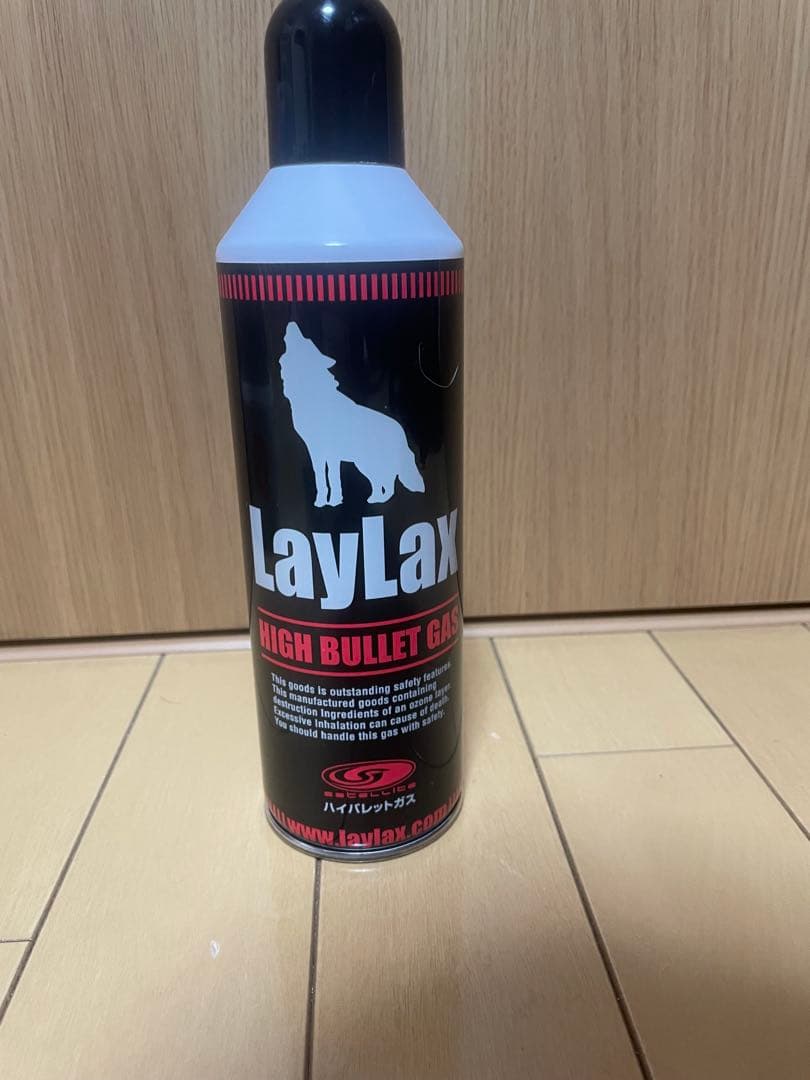 LayLax
HIGH BULLET GAS
This goods is outstanding safety features.
This manufactured goods containing
destruction Ingredients of an ozone layer.
Excessive inhalation can cause of death.
You should handle this gas with safety.
satellite
ハイバレットガス
www.laylax.com